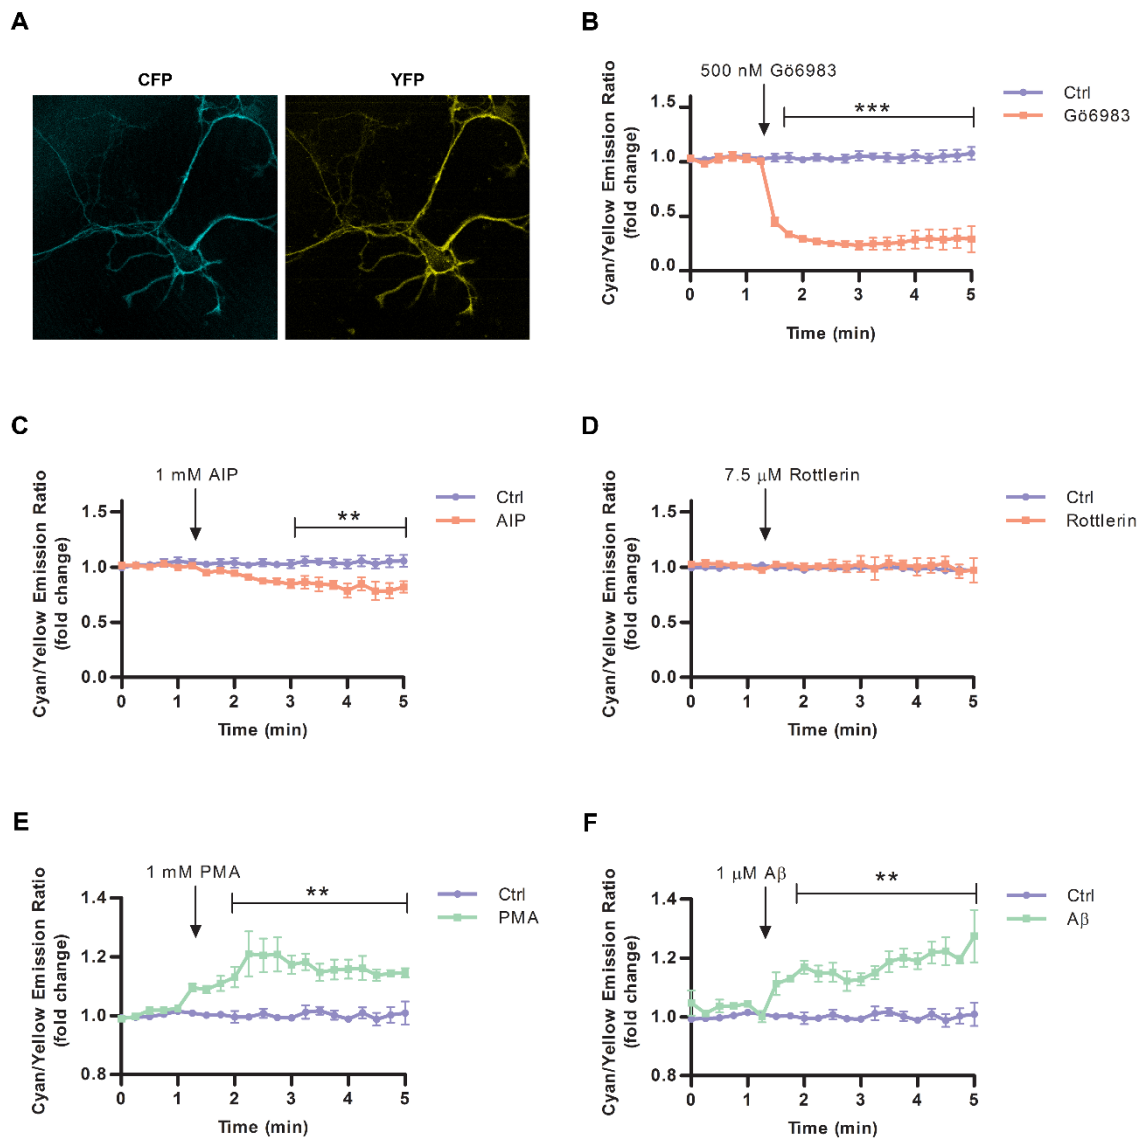 A
CFP
YFP
B
500 nM Gö6983
***
Ctrl
Gö6983
Cyan/Yellow Emission Ratio
(fold change)
1.5
1.0
0.5
0.0
0 1 2 3 4 5
Time (min)
C
1 mM AIP
**
Ctrl
AIP
Cyan/Yellow Emission Ratio
(fold change)
1.5
1.0
0.5
0.0
0 1 2 3 4 5
Time (min)
D
7.5 μM Rottlerin
Ctrl
Rottlerin
Cyan/Yellow Emission Ratio
(fold change)
1.5
1.0
0.5
0.0
0 1 2 3 4 5
Time (min)
E
1 mM PMA
**
Ctrl
PMA
Cyan/Yellow Emission Ratio
(fold change)
1.4
1.2
1.0
0.8
0 1 2 3 4 5
Time (min)
F
1 μM Aβ
**
Ctrl
Aβ
Cyan/Yellow Emission Ratio
(fold change)
1.4
1.2
1.0
0.8
0 1 2 3 4 5
Time (min)